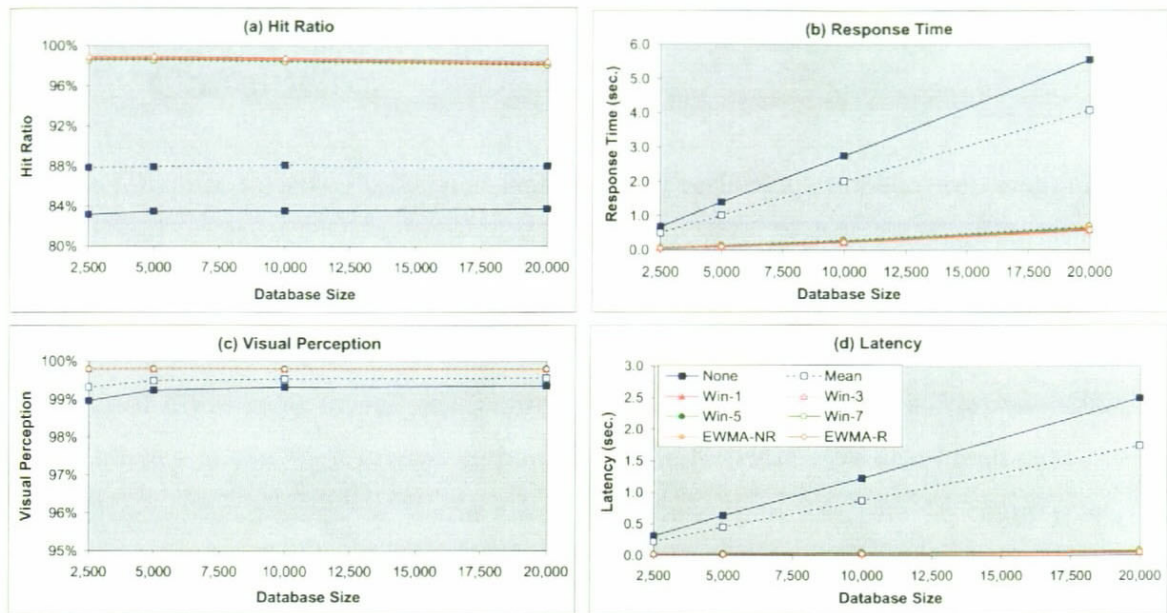 (a) Hit Ratio
100%
96%
92%
88%
84%
80%
Hit Ratio
2,500 5,000 7,500 10,000 12,500 15,000 17,500 20,000
Database Size
(b) Response Time
6.0
5.0
4.0
3.0
2.0
1.0
0.0
Response Time (sec.)
2,500 5,000 7,500 10,000 12,500 15,000 17,500 20,000
Database Size
(c) Visual Perception
100%
99%
98%
97%
96%
95%
Visual Perception
2,500 5,000 7,500 10,000 12,500 15,000 17,500 20,000
Database Size
(d) Latency
3.0
2.5
2.0
1.5
1.0
0.5
0.0
Latency (sec.)
None Mean
Win-1 Win-3
Win-5 Win-7
EWMA-NR EWMA-R
2,500 5,000 7,500 10,000 12,500 15,000 17,500 20,000
Database Size